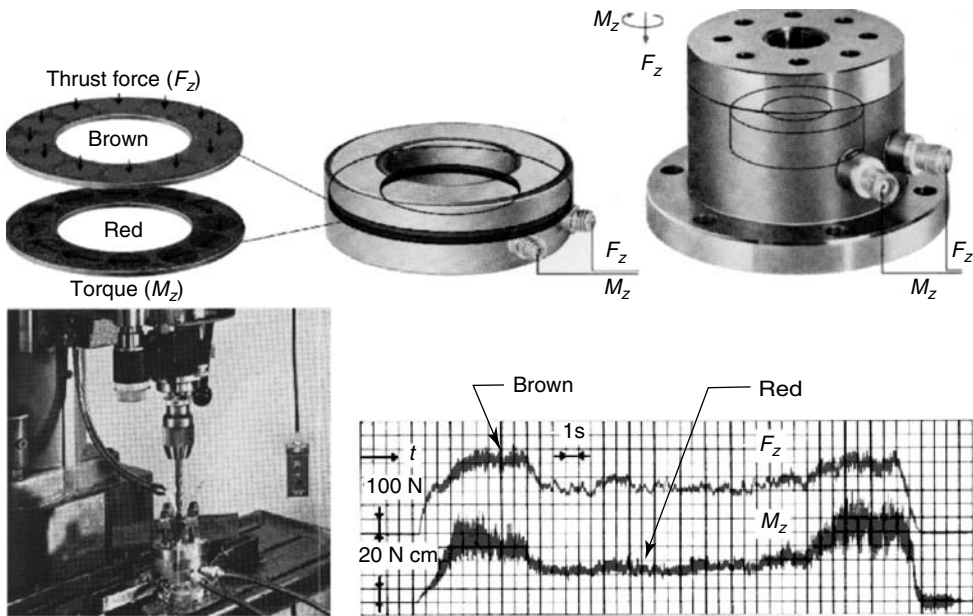 Thrust force (Fz)
Brown
Red
Torque (Mz)
Fz
Mz
Mz
Fz
Fz
Mz
Brown
Red
t
1s
Fz
100 N
Mz
20 N cm